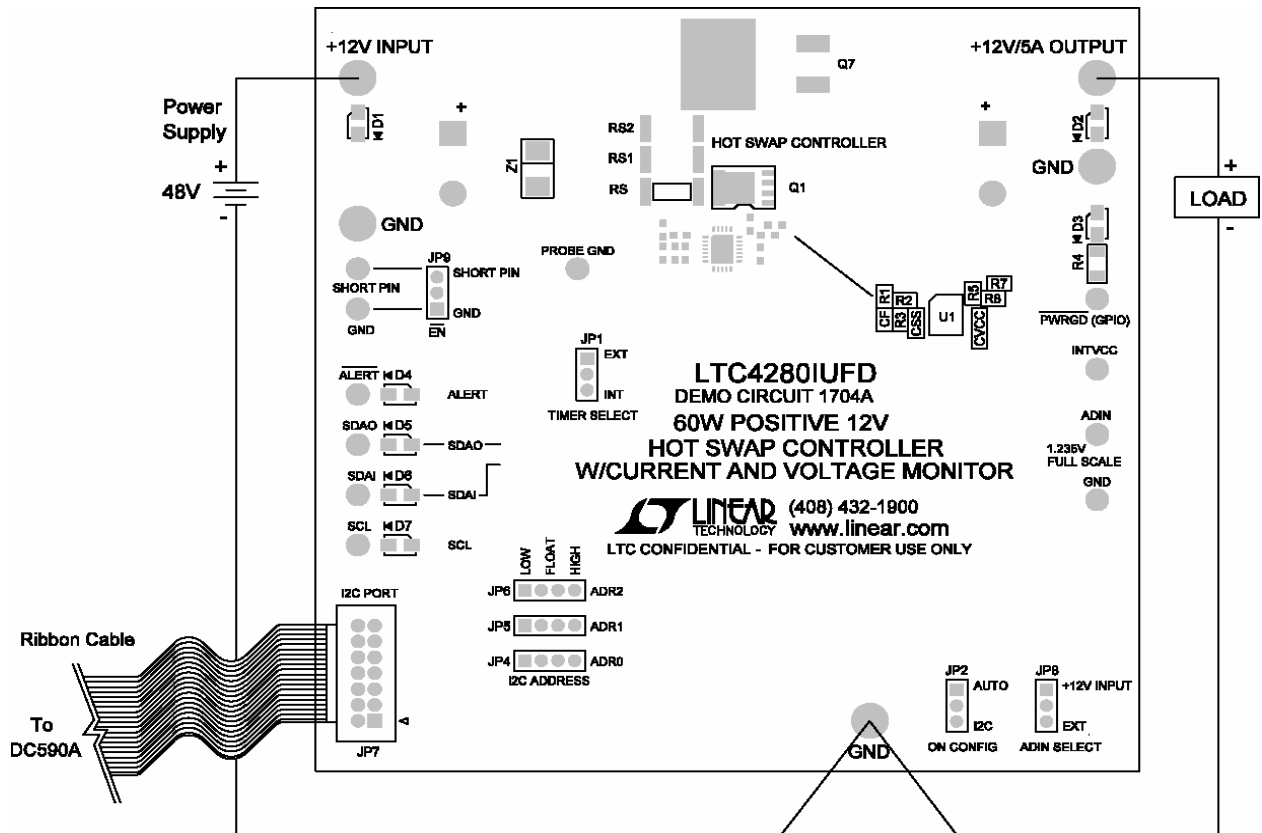 +12V INPUT
+12V/5A OUTPUT
Q7
Power
Supply
+
48V
-
D1
+
Z1
RS2
RS1
RS
HOT SWAP CONTROLLER
Q1
+
D2
GND
+
LOAD
-
GND
D3
R4
PROBE GND
JP9
SHORT PIN
SHORT PIN
GND
GND
EN
R1
R2
CF
R3
CSS
U1
R5
R7
R8
CVCC
PWRGD (GPIO)
JP1
EXT
INT
TIMER SELECT
INTVCC
ALERT
D4
ALERT
LTC4280IUFD
DEMO CIRCUIT 1704A
60W POSITIVE 12V
HOT SWAP CONTROLLER
W/CURRENT AND VOLTAGE MONITOR
ADIN
1.235V
FULL SCALE
GND
SDAO
D5
SDAO
SDAI
D6
SDAI
SCL
D7
SCL
LINEAR
TECHNOLOGY
(408) 432-1900
www.linear.com
LTC CONFIDENTIAL - FOR CUSTOMER USE ONLY
LOW
FLOAT
HIGH
JP6
ADR2
JP5
ADR1
JP4
ADR0
I2C ADDRESS
I2C PORT
Ribbon Cable
To
DC590A
JP7
GND
JP2
AUTO
I2C
ON CONFIG
JP8
+12V INPUT
EXT
ADIN SELECT